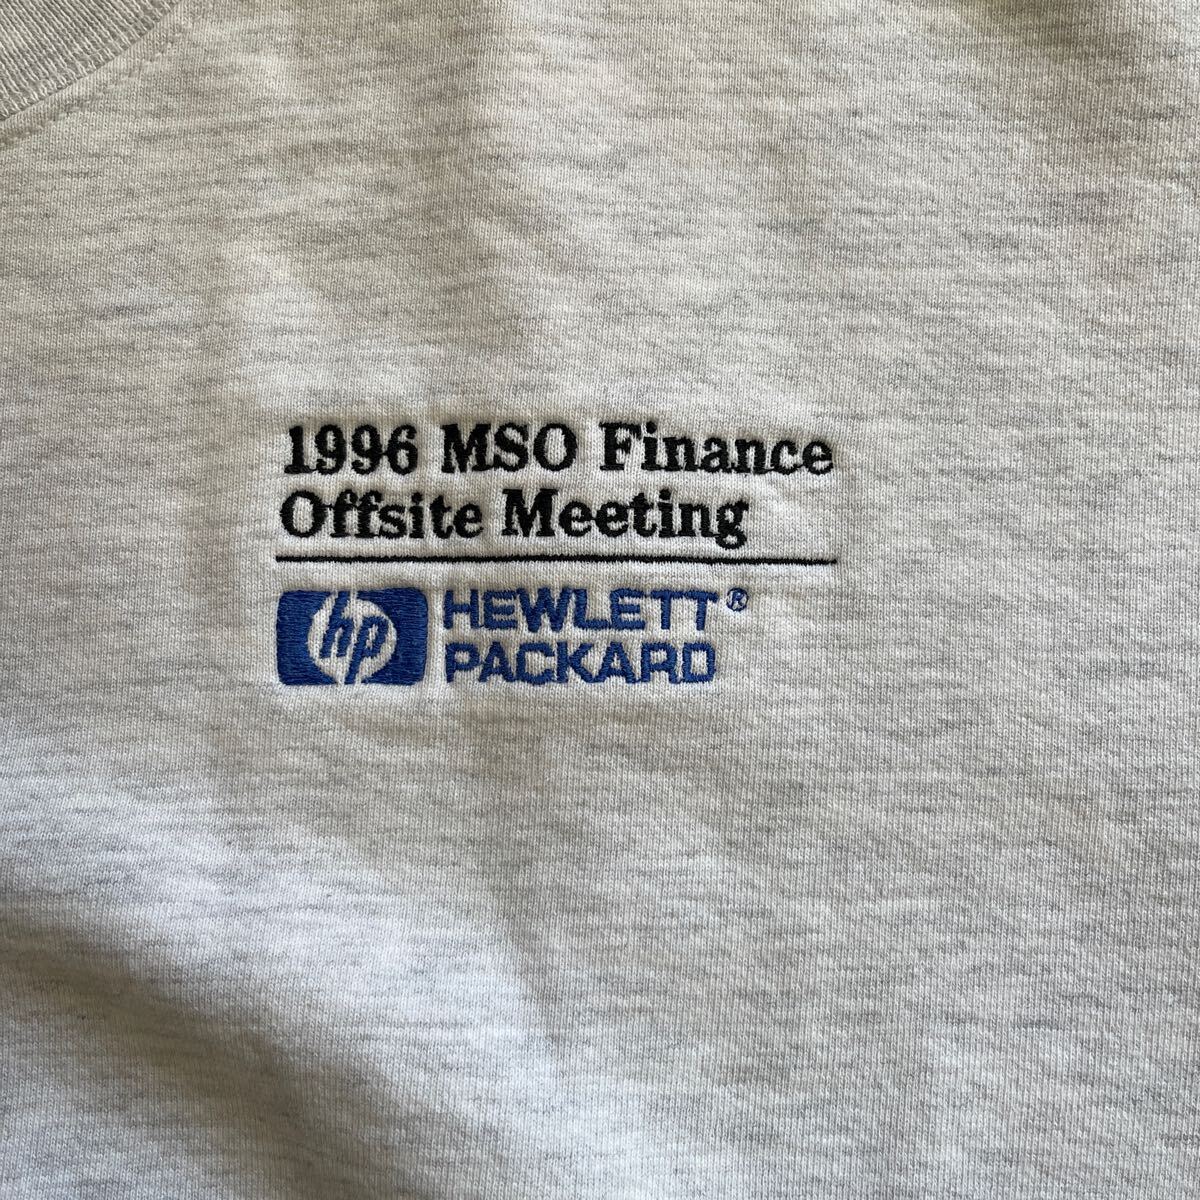 1996 MSO Finance
Offsite Meeting
hp HEWLETT®
PACKARD